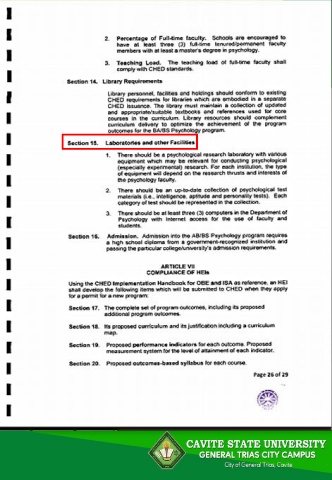 2. Percentage of Full-time faculty. Schools are encouraged to
have at least three (3) full-time tenured/permanent faculty
members with at least a master's degree in psychology.
3. Teaching Load. The teaching load of full-time faculty shall
comply with CHED standards.
Section 14. Library Requirements
Library personnel, facilities and holdings should conform to existing
CHED requirements for libraries which are embodied in a separate
CHED issuance. The library must maintain a collection of updated
and appropriate/suitable textbooks and references used for core
courses in the curriculum. Library resources should complement
curriculum delivery to optimize the achievement of the program
outcomes for the BA/BS Psychology program.
Section 15. Laboratories and other Facilities
1. There should be a psychological research laboratory with various
equipment which may be relevant for conducting psychological
(especially experimental) research. For each institution, the type
of equipment will depend on the research thrusts and interests of
the psychology faculty.
2. There should be an up-to-date collection of psychological test
materials (i.e., intelligence, aptitude and personality tests). Each
category of test should be represented in the collection.
3. There should be at least three (3) computers in the Department of
Psychology with Internet access for the use of faculty and
students.
Section 16. Admission. Admission into the AB/BS Psychology program requires
a high school diploma from a government-recognized institution and
passing the particular college/university's admission requirements.
ARTICLE VII
COMPLIANCE OF HEIs
Using the CHED Implementation Handbook for OBE and ISA as reference, an HEI
shall develop the following items which will be submitted to CHED when they apply
for a permit for a new program:
Section 17. The complete set of program outcomes, including its proposed
additional program outcomes.
Section 18. Its proposed curriculum and its justification including a curriculum
map.
Section 19. Proposed performance indicators for each outcome. Proposed
measurement system for the level of attainment of each indicator.
Section 20. Proposed outcomes-based syllabus for each course.
Page 26 of 29
CAVITE STATE UNIVERSITY
GENERAL TRIAS CITY CAMPUS
City of General Trias, Cavite